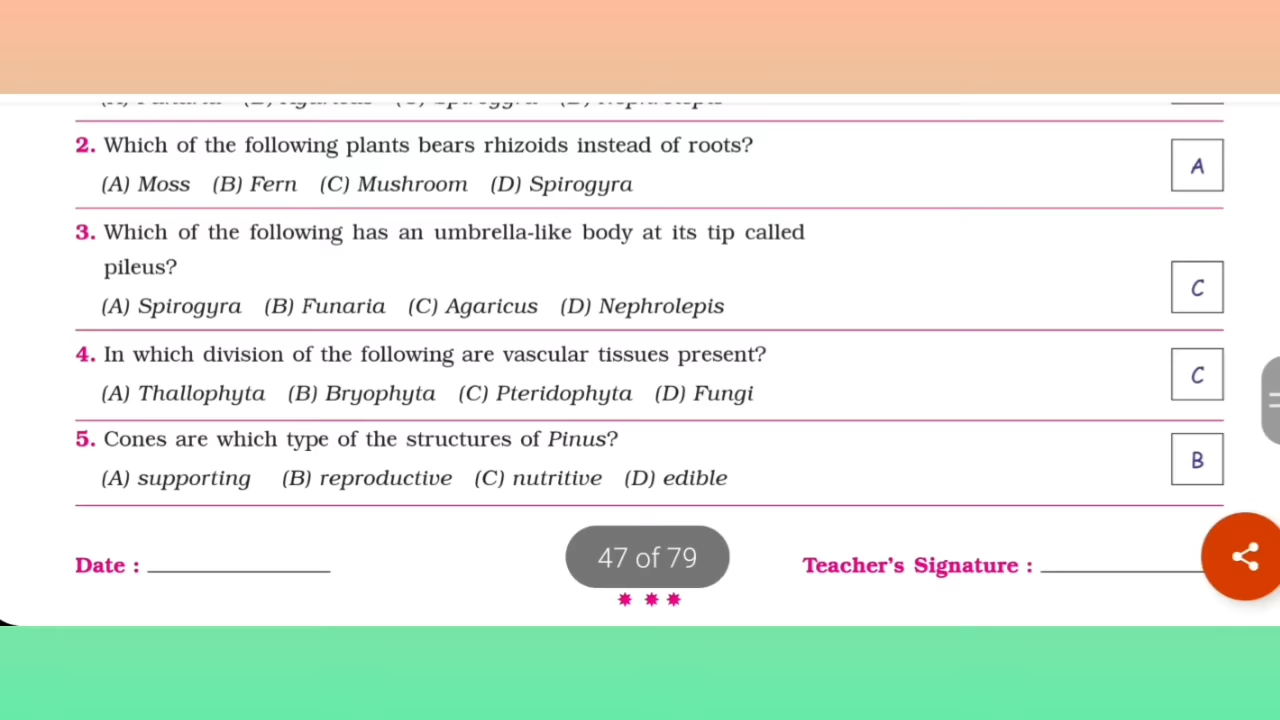 2. Which of the following plants bears rhizoids instead of roots?
A
(A) Moss (B) Fern (C) Mushroom (D) Spirogyra
3. Which of the following has an umbrella-like body at its tip called
pileus?
C
(A) Spirogyra (B) Funaria (C) Agaricus (D) Nephrolepis
4. In which division of the following are vascular tissues present?
C
(A) Thallophyta (B) Bryophyta (C) Pteridophyta (D) Fungi
5. Cones are which type of the structures of Pinus?
B
(A) supporting (B) reproductive (C) nutritive (D) edible
Date : 47 of 79 Teacher's Signature :